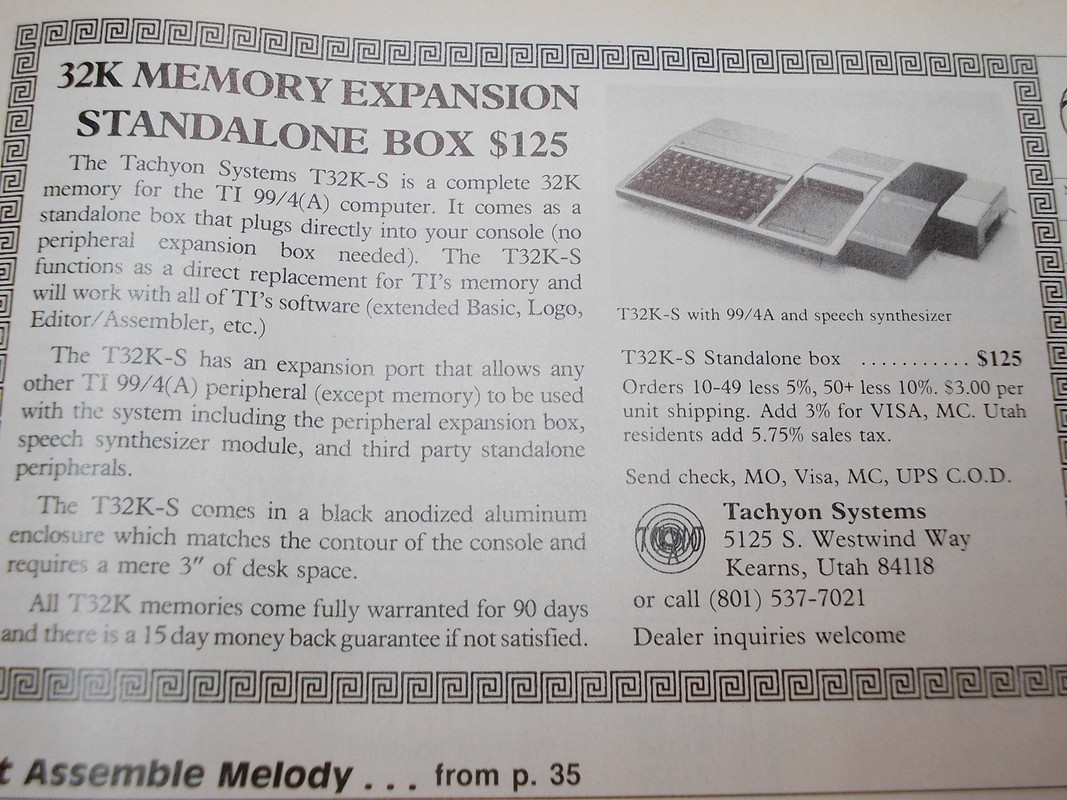 32K MEMORY EXPANSION
STANDALONE BOX $125
The Tachyon Systems T32K-S is a complete 32K
memory for the TI 99/4(A) computer. It comes as a
standalone box that plugs directly into your console (no
peripheral expansion box needed). The T32K-S
functions as a direct replacement for TI's memory and
will work with all of TI's software (extended Basic, Logo,
Editor/Assembler, etc.)
The T32K-S has an expansion port that allows any
other TI 99/4(A) peripheral (except memory) to be used
with the system including the peripheral expansion box,
speech synthesizer module, and third party standalone
peripherals.
The T32K-S comes in a black anodized aluminum
enclosure which matches the contour of the console and
requires a mere 3" of desk space.
All T32K memories come fully warranted for 90 days
and there is a 15 day money back guarantee if not satisfied.
T32K-S with 99/4A and speech synthesizer
T32K-S Standalone box ........... $125
Orders 10-49 less 5%, 50+ less 10%. $3.00 per
unit shipping. Add 3% for VISA, MC. Utah
residents add 5.75% sales tax.
Send check, MO, Visa, MC, UPS C.O.D.
Tachyon Systems
5125 S. Westwind Way
Kearns, Utah 84118
or call (801) 537-7021
Dealer inquiries welcome
t Assemble Melody . . . from p. 35